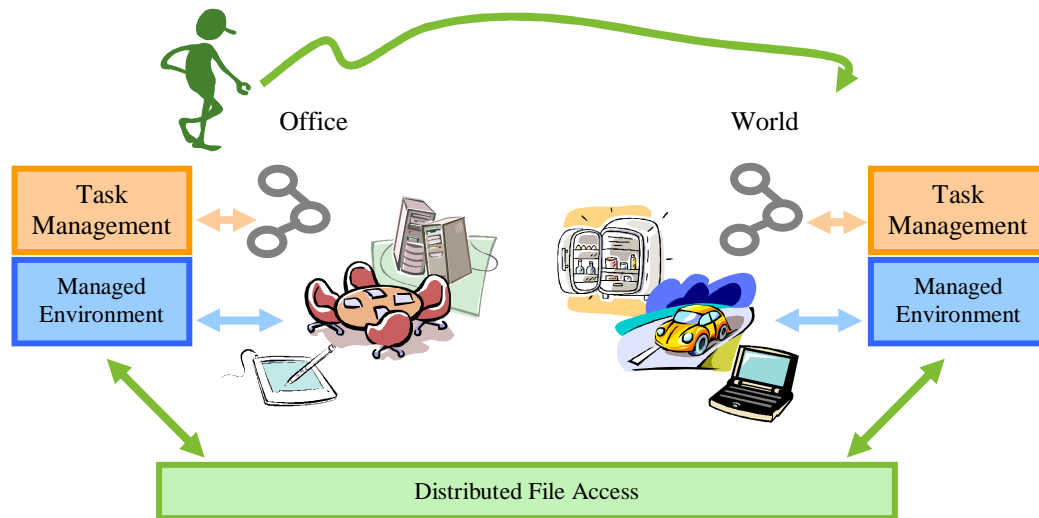 Office
World
Task
Management
Managed
Environment
Task
Management
Managed
Environment
Distributed File Access